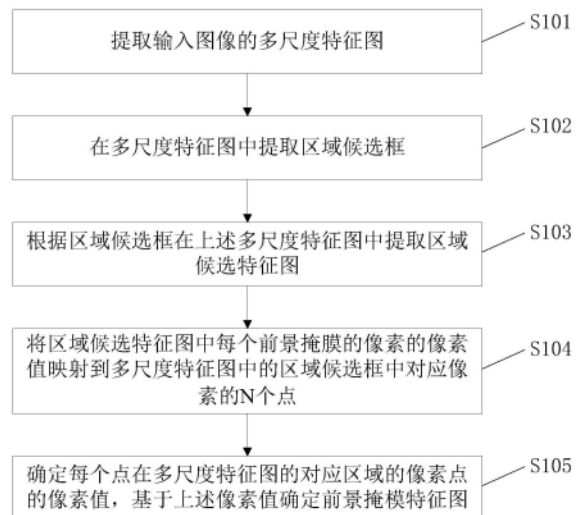 提取输入图像的多尺度特征图
S101
在多尺度特征图中提取区域候选框
S102
根据区域候选框在上述多尺度特征图中提取区域
候选特征图
S103
将区域候选特征图中每个前景掩膜的像素的像素
值映射到多尺度特征图中的区域候选框中对应像
素的N个点
S104
确定每个点在多尺度特征图的对应区域的像素点
的像素值，基于上述像素值确定前景掩模特征图
S105